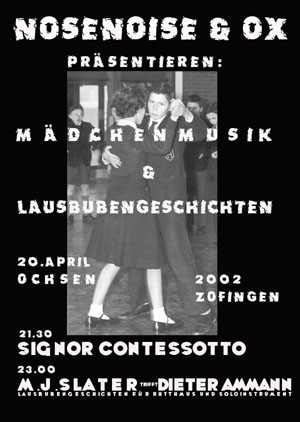 NOSENOISE & OX
PRÄSENTIEREN:
MÄDCHENMUSIK
&
LAUSBUBENGESCHICHTEN
20.APRIL
OCHSEN
2002
ZOFINGEN
21.30
SIGNOR CONTESSOTTO
23.00
M.J.SLATER TRIFFT DIETER AMMANN
LAUSBUBENGESCHICHTEN FÜR RHYTHMUS UND SOLOINSTRUMENT